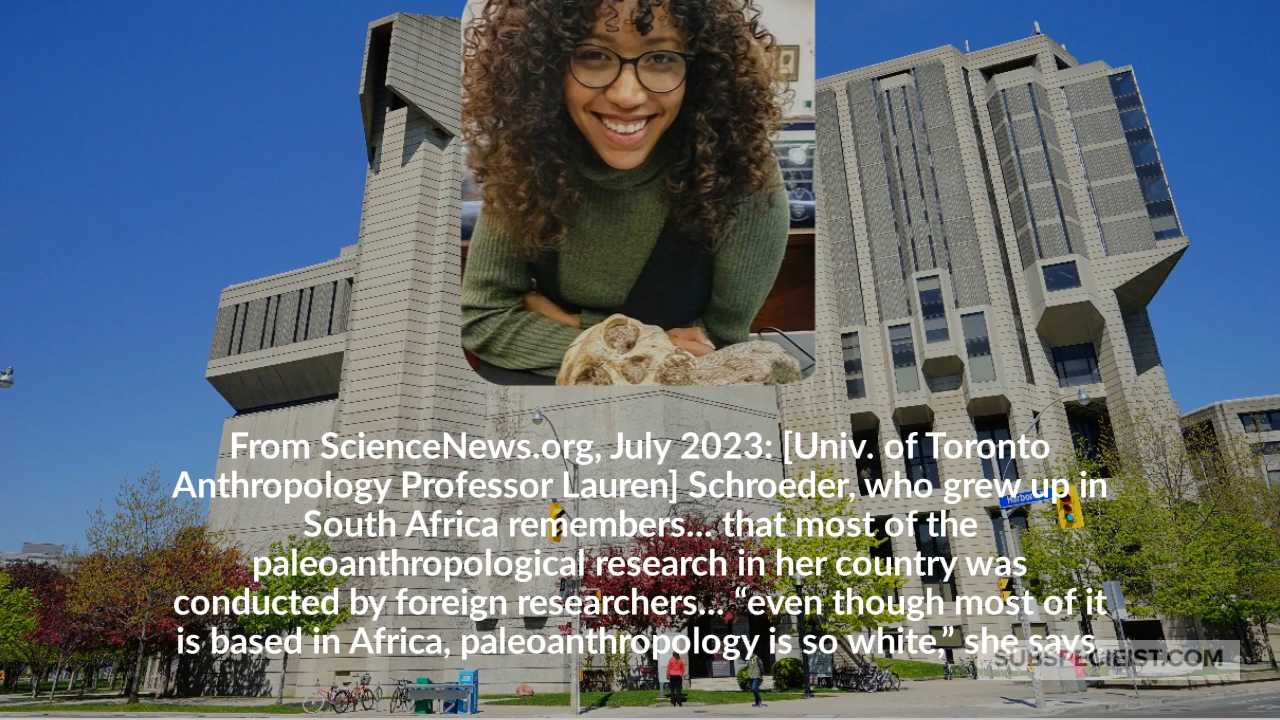 From ScienceNews.org, July 2023: [Univ. of Toronto
Anthropology Professor Lauren] Schroeder, who grew up in
South Africa remembers... that most of the
paleoanthropological research in her country was
conducted by foreign researchers... “even though most of it
is based in Africa, paleoanthropology is so white,” she says.
SUBSPECIEIST.COM